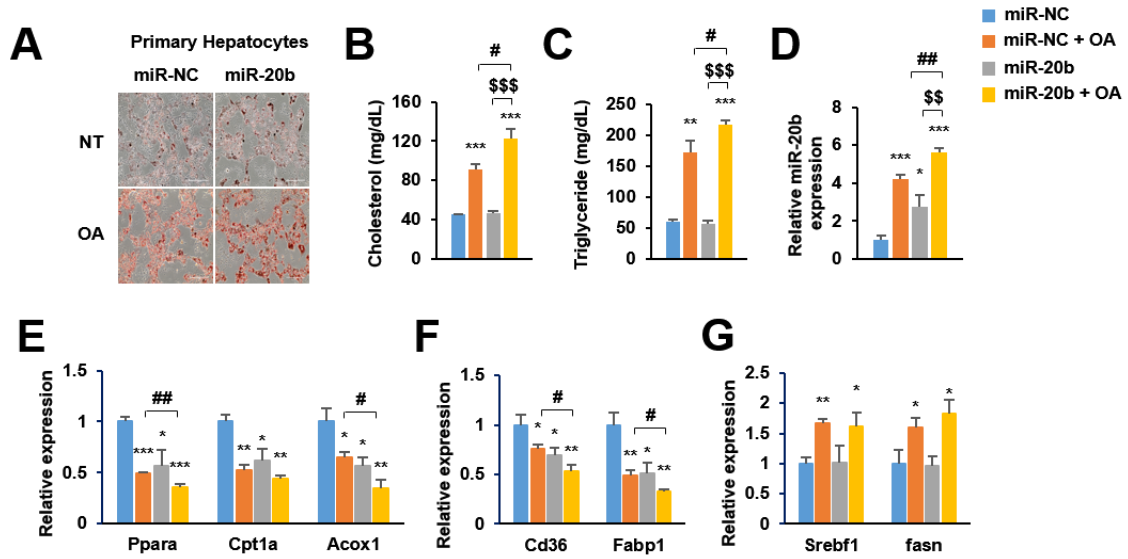 A
Primary Hepatocytes
miR-NC miR-20b
NT
OA
B
#
$$$
*** ***
Cholesterol (mg/dL)
160
120
80
40
0
C
#
$$$
** ***
Triglyceride (mg/dL)
250
200
150
100
50
0
D
##
$$
*** * ***
Relative miR-20b
expression
8
6
4
2
0
miR-NC
miR-NC + OA
miR-20b
miR-20b + OA
E
Relative expression
1.5
1
0.5
0
##
*** * ***
** * **
#
* * **
Ppara Cpt1a Acox1
F
Relative expression
1.5
1
0.5
0
#
* * **
#
** * **
Cd36 Fabp1
G
Relative expression
2.5
2
1.5
1
0.5
0
** *
* *
Srebf1 fasn